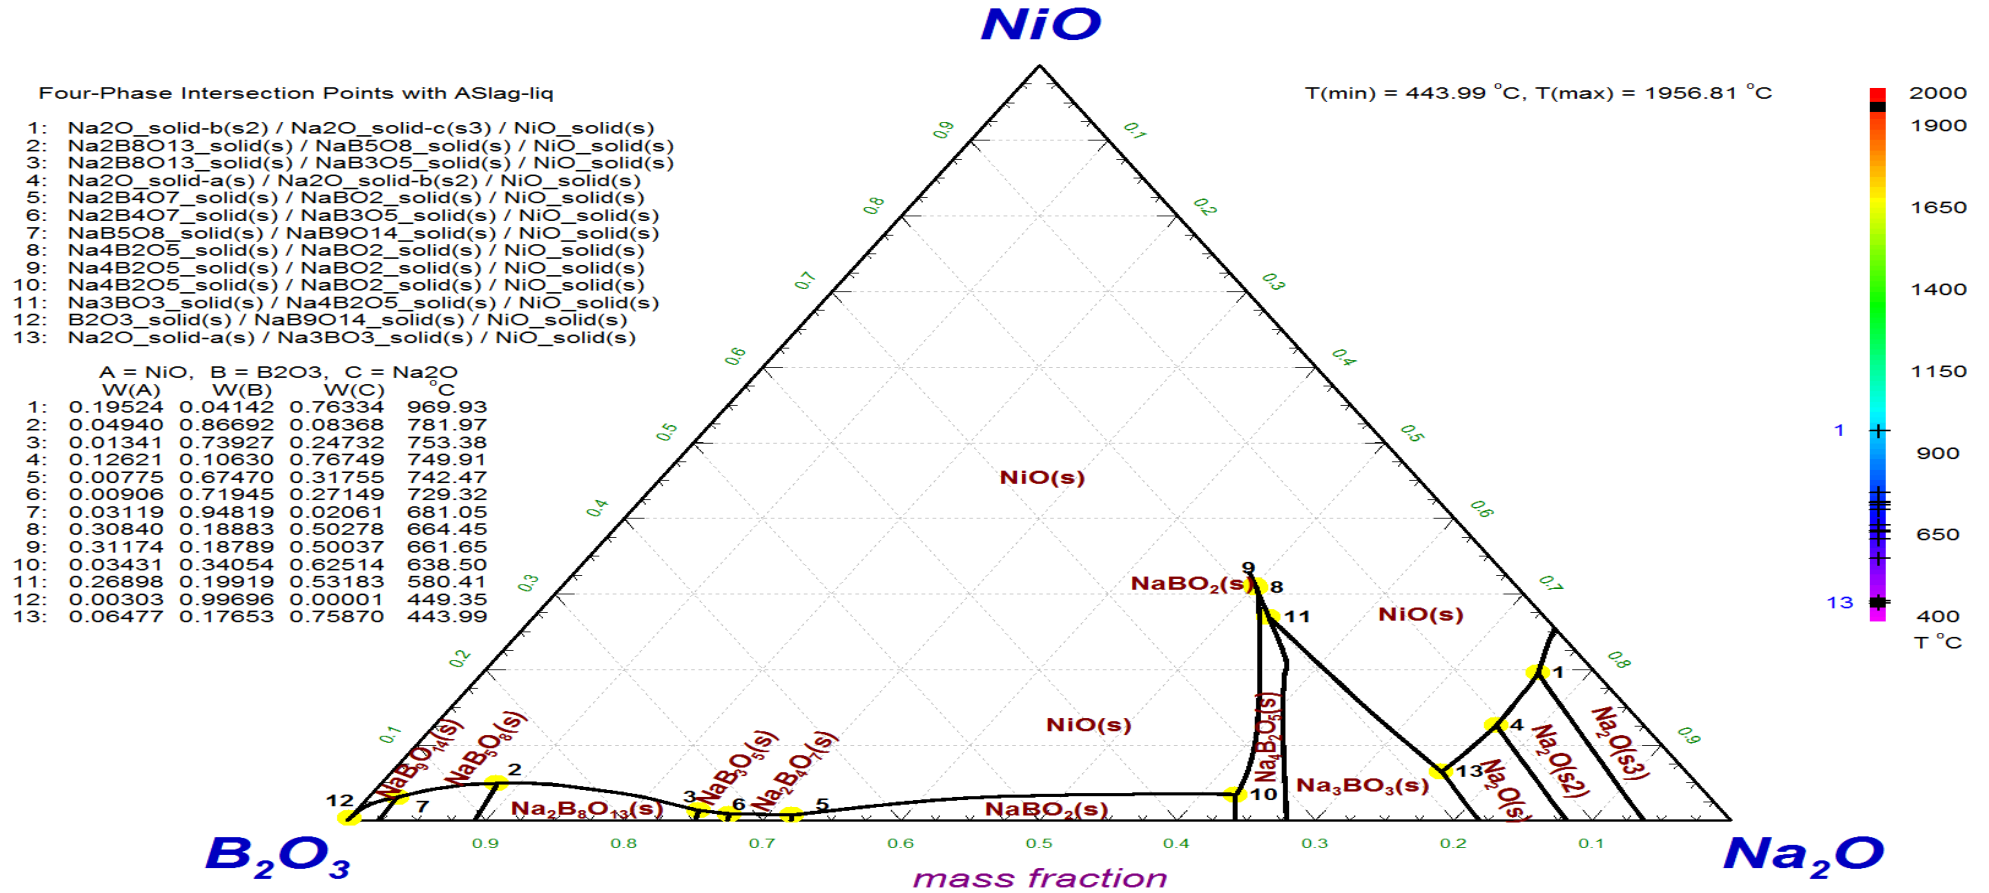 NiO
Four-Phase Intersection Points with ASlag-liq
1: Na2O_solid-b(s2) / Na2O_solid-c(s3) / NiO_solid(s)
2: Na2B8O13_solid(s) / NaB5O8_solid(s) / NiO_solid(s)
3: Na2B8O13_solid(s) / NaB3O5_solid(s) / NiO_solid(s)
4: Na2O_solid-a(s) / Na2O_solid-b(s2) / NiO_solid(s)
5: Na2B4O7_solid(s) / NaBO2_solid(s) / NiO_solid(s)
6: Na2B4O7_solid(s) / NaB3O5_solid(s) / NiO_solid(s)
7: NaB5O8_solid(s) / NaB9O14_solid(s) / NiO_solid(s)
8: Na4B2O5_solid(s) / NaBO2_solid(s) / NiO_solid(s)
9: Na4B2O5_solid(s) / NaBO2_solid(s) / NiO_solid(s)
10: Na4B2O5_solid(s) / NaBO2_solid(s) / NiO_solid(s)
11: Na3BO3_solid(s) / Na4B2O5_solid(s) / NiO_solid(s)
12: B2O3_solid(s) / NaB9O14_solid(s) / NiO_solid(s)
13: Na2O_solid-a(s) / Na3BO3_solid(s) / NiO_solid(s)
A = NiO, B = B2O3, C = Na2O
W(A) W(B) W(C) °C
1: 0.19524 0.04142 0.76334 969.93
2: 0.04940 0.86692 0.08368 781.97
3: 0.01341 0.73927 0.24732 753.38
4: 0.12621 0.10630 0.76749 749.91
5: 0.00775 0.67470 0.31755 742.47
6: 0.00906 0.71945 0.27149 729.32
7: 0.03119 0.94819 0.02061 681.05
8: 0.30840 0.18883 0.50278 664.45
9: 0.31174 0.18789 0.50037 661.65
10: 0.03431 0.34054 0.62514 638.50
11: 0.26898 0.19919 0.53183 580.41
12: 0.00303 0.99696 0.00001 449.35
13: 0.06477 0.17653 0.75870 443.99
T(min) = 443.99 °C, T(max) = 1956.81 °C
2000
1900
1650
1400
1150
900
650
400
T °C
1
13
0.9
0.8
0.7
0.6
0.5
0.4
0.3
0.2
0.1
0.1
0.2
0.3
0.4
0.5
0.6
0.7
0.8
0.9
NiO(s)
9
NaBO₂(s)
8
11
NiO(s)
1
4
13
NiO(s)
Na₄B₂O₅(s)
10
Na₃BO₃(s)
Na₂O(s)
Na₂O(s2)
Na₂O(s3)
12
NaB₉O₁₄(s)
7
NaB₅O₈(s)
2
Na₂B₈O₁₃(s)
3
NaB₃O₅(s)
6
Na₂B₄O₇(s)
5
NaBO₂(s)
0.9
0.8
0.7
0.6
0.5
0.4
0.3
0.2
0.1
B₂O₃
mass fraction
Na₂O